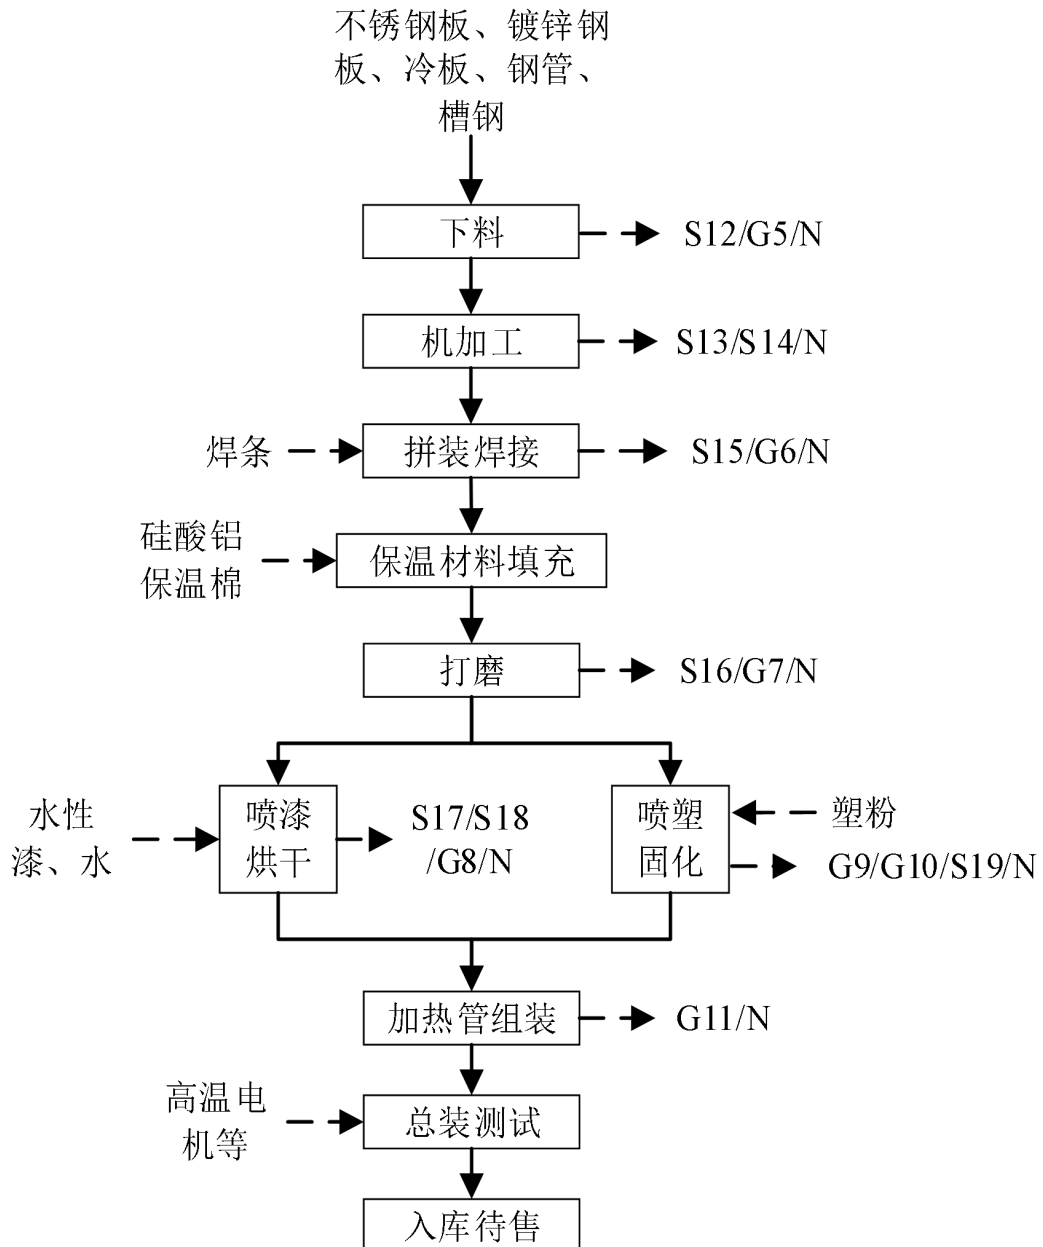 不锈钢板、镀锌钢
板、冷板、钢管、
槽钢
下料
S12/G5/N
机加工
S13/S14/N
焊条
拼装焊接
S15/G6/N
硅酸铝
保温棉
保温材料填充
打磨
S16/G7/N
水性
漆、水
喷漆
烘干
S17/S18
/G8/N
喷塑
固化
塑粉
G9/G10/S19/N
加热管组装
G11/N
高温电
机等
总装测试
入库待售